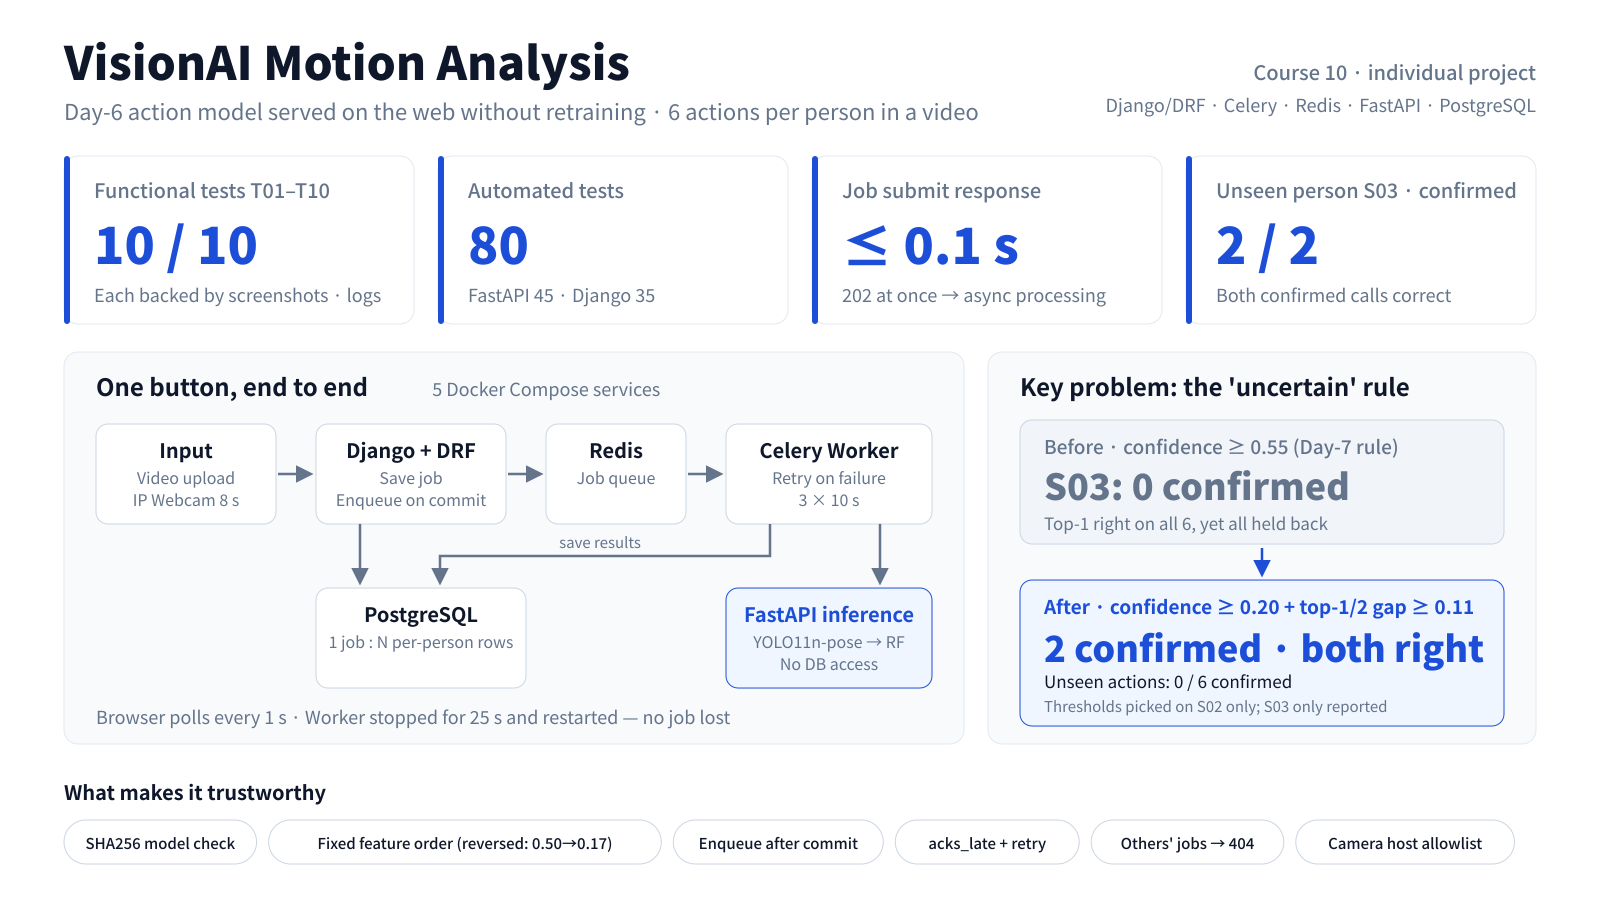 VisionAI Motion Analysis
Day-6 action model served on the web without retraining · 6 actions per person in a video
Course 10 · individual project
Django/DRF · Celery · Redis · FastAPI · PostgreSQL
Functional tests T01–T10
10 / 10
Each backed by screenshots · logs
Automated tests
80
FastAPI 45 · Django 35
Job submit response
≤ 0.1 s
202 at once → async processing
Unseen person S03 · confirmed
2 / 2
Both confirmed calls correct
One button, end to end
5 Docker Compose services
Input
Video upload
IP Webcam 8 s
Django + DRF
Save job
Enqueue on commit
Redis
Job queue
Celery Worker
Retry on failure
3 × 10 s
save results
PostgreSQL
1 job : N per-person rows
FastAPI inference
YOLO11n-pose → RF
No DB access
Browser polls every 1 s · Worker stopped for 25 s and restarted — no job lost
Key problem: the 'uncertain' rule
Before · confidence ≥ 0.55 (Day-7 rule)
S03: 0 confirmed
Top-1 right on all 6, yet all held back
After · confidence ≥ 0.20 + top-1/2 gap ≥ 0.11
2 confirmed · both right
Unseen actions: 0 / 6 confirmed
Thresholds picked on S02 only; S03 only reported
What makes it trustworthy
SHA256 model check
Fixed feature order (reversed: 0.50→0.17)
Enqueue after commit
acks_late + retry
Others' jobs → 404
Camera host allowlist